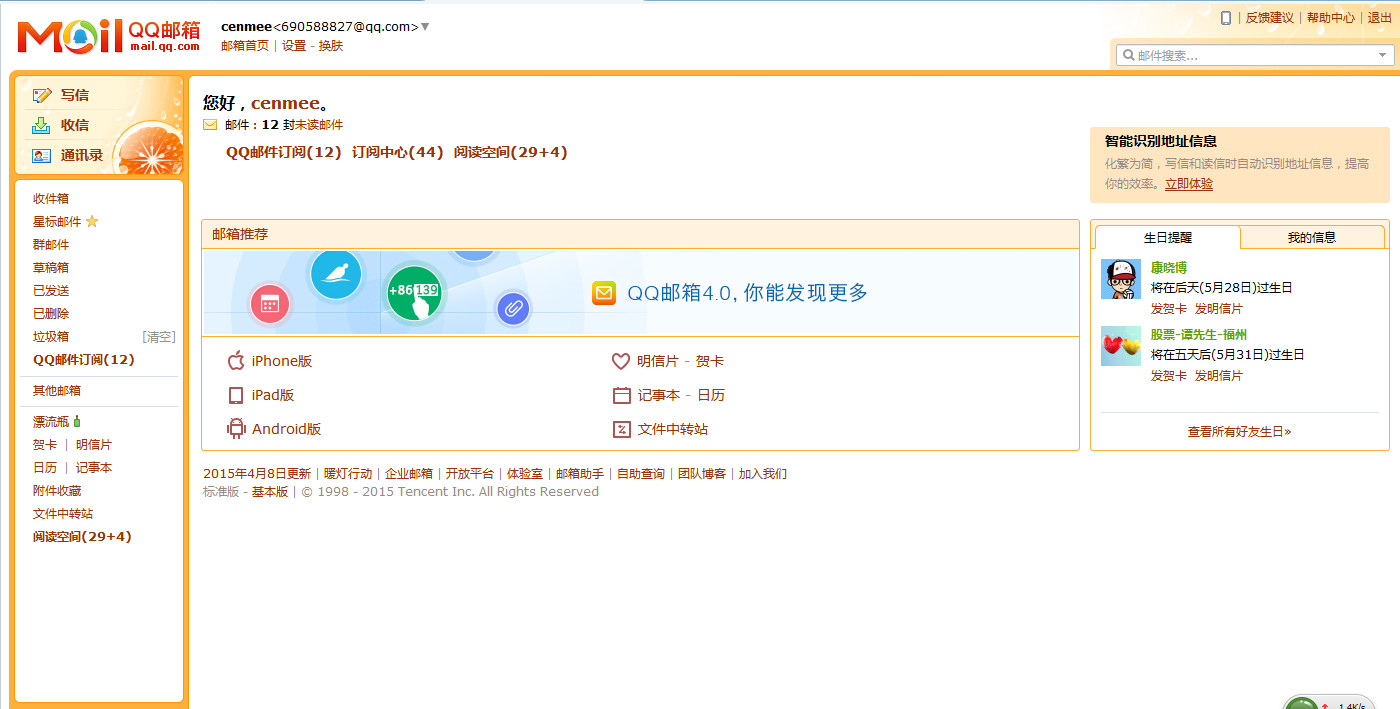 Mail QQ邮箱
mail.qq.com
cenmee<690588827@qq.com>
邮箱首页 | 设置 - 换肤
反馈建议 | 帮助中心 | 退出
邮件搜索...
写信
收信
通讯录
收件箱
星标邮件
群邮件
草稿箱
已发送
已删除
垃圾箱 [清空]
QQ邮件订阅(12)
其他邮箱
漂流瓶
贺卡 | 明信片
日历 | 记事本
附件收藏
文件中转站
阅读空间(29+4)
您好,cenmee。
邮件:12 封未读邮件
QQ邮件订阅(12) 订阅中心(44) 阅读空间(29+4)
智能识别地址信息
化繁为简,写信和读信时自动识别地址信息,提高
你的效率。立即体验
邮箱推荐
+86 139
QQ邮箱4.0, 你能发现更多
iPhone版
明信片 - 贺卡
iPad版
记事本 - 日历
Android版
文件中转站
生日提醒
我的信息
康晓博
将在后天(5月28日)过生日
发贺卡 发明信片
股票-谭先生-福州
将在五天后(5月31日)过生日
发贺卡 发明信片
查看所有好友生日»
2015年4月8日更新 | 暖灯行动 | 企业邮箱 | 开放平台 | 体验室 | 邮箱助手 | 自助查询 | 团队博客 | 加入我们
标准版 - 基本版 | © 1998 - 2015 Tencent Inc. All Rights Reserved
1.4K/s